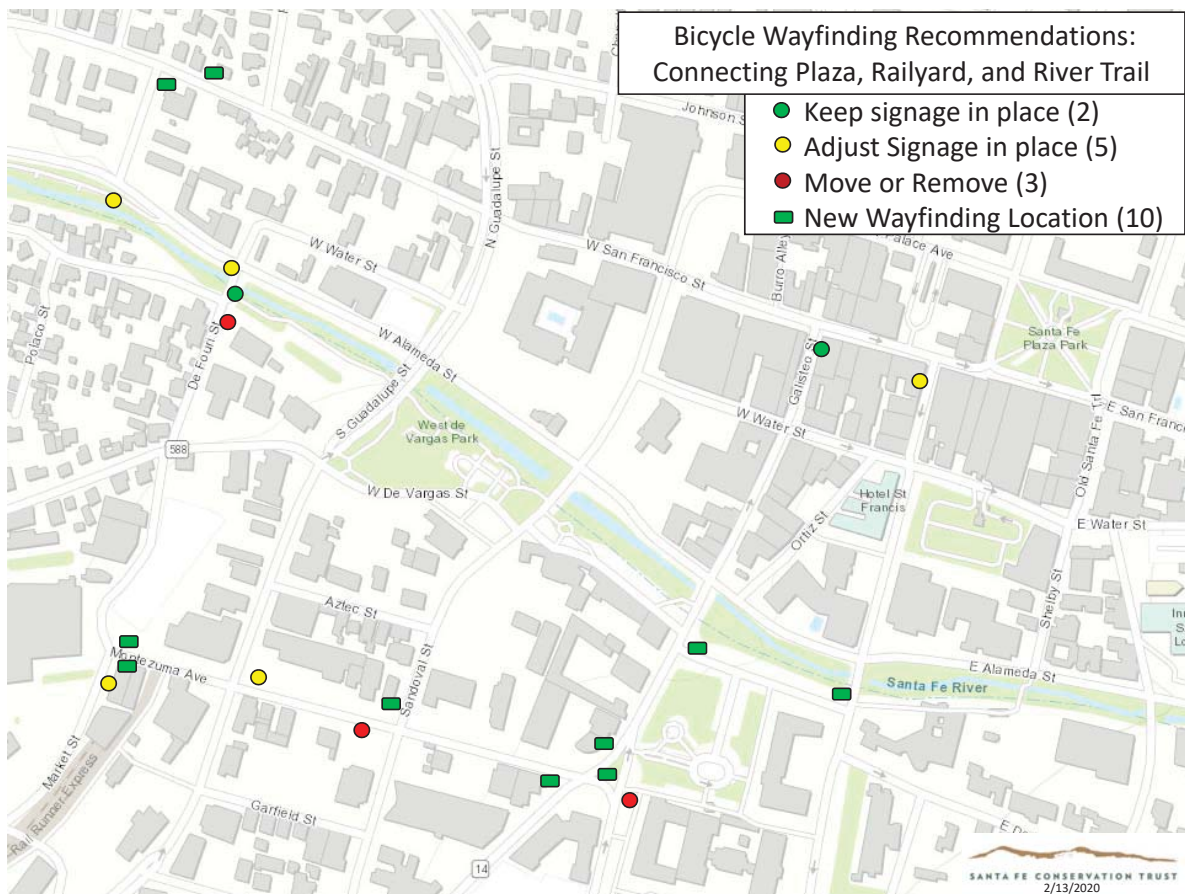 Bicycle Wayfinding Recommendations:
Connecting Plaza, Railyard, and River Trail
Keep signage in place (2)
Adjust Signage in place (5)
Move or Remove (3)
New Wayfinding Location (10)
Johnson S
N Guadalupe St
W San Francisco St
Burro Alley
Palace Ave
W Water St
Santa Fe
Plaza Park
Polaco St
De Fouri St
W Alameda St
S Guadalupe St
Galisteo St
W Water St
E San Franc
Old Santa Fe Trl
588
West de
Vargas Park
W De Vargas St
Hotel St
Francis
Ortiz St
E Water St
Shelby St
Aztec St
Montezuma Ave
Sandoval St
E Alameda St
Santa Fe River
Market St
Rail Runner Express
Garfield St
14
SANTA FE CONSERVATION TRUST
2/13/2020